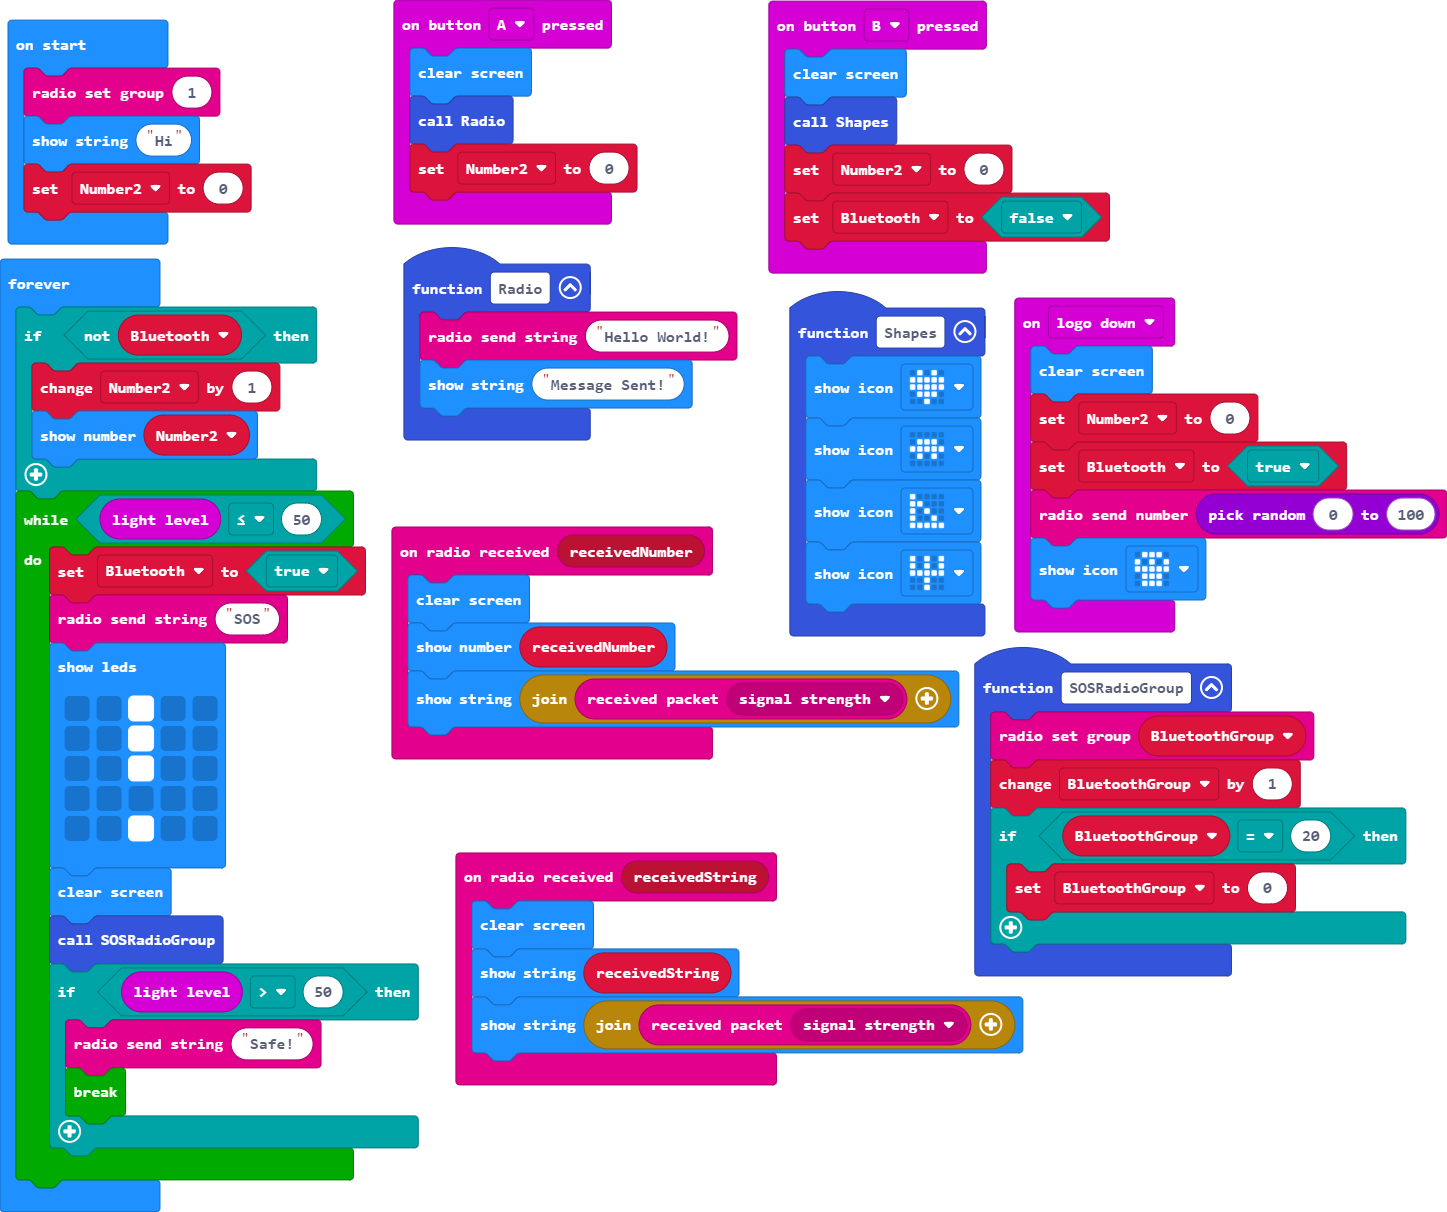 on start
radio set group 1
show string "Hi"
set Number2 to 0
on button A pressed
clear screen
call Radio
set Number2 to 0
on button B pressed
clear screen
call Shapes
set Number2 to 0
set Bluetooth to false
forever
if not Bluetooth then
change Number2 by 1
show number Number2
while light level ≤ 50
do
set Bluetooth to true
radio send string "SOS"
show leds
clear screen
call SOSRadioGroup
if light level > 50 then
radio send string "Safe!"
break
function Radio
radio send string "Hello World!"
show string "Message Sent!"
function Shapes
show icon
show icon
show icon
show icon
on logo down
clear screen
set Number2 to 0
set Bluetooth to true
radio send number pick random 0 to 100
show icon
on radio received receivedNumber
clear screen
show number receivedNumber
show string join received packet signal strength
function SOSRadioGroup
radio set group BluetoothGroup
change BluetoothGroup by 1
if BluetoothGroup = 20 then
set BluetoothGroup to 0
on radio received receivedString
clear screen
show string receivedString
show string join received packet signal strength